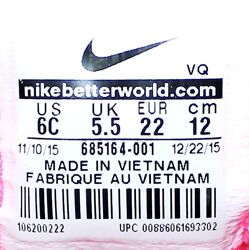 VQ
nikebetterworld.com
US UK EUR cm
6C 5.5 22 12
11/10/15 685164-001 12/22/15
MADE IN VIETNAM
FABRIQUE AU VIETNAM
106200222 UPC 00886061693302